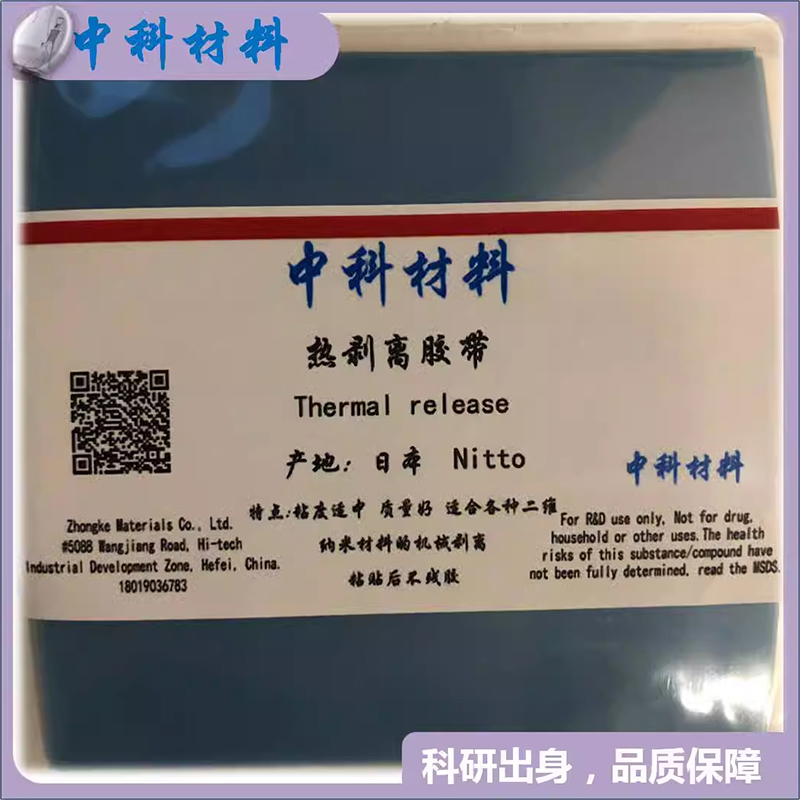 中科材料
中科材料
热剥离胶带
Thermal release
产地：日本 Nitto
特点：粘度适中 质量好 适合各种二维
纳米材料的机械剥离
粘贴后不残胶
Zhongke Materials Co., Ltd.
#5088 Wangjiang Road, Hi-tech
Industrial Development Zone, Hefei, China.
18019036783
中科材料
For R&D use only, Not for drug,
household or other uses. The health
risks of this substance/compound have
not been fully determined, read the MSDS.
科研出身，品质保障